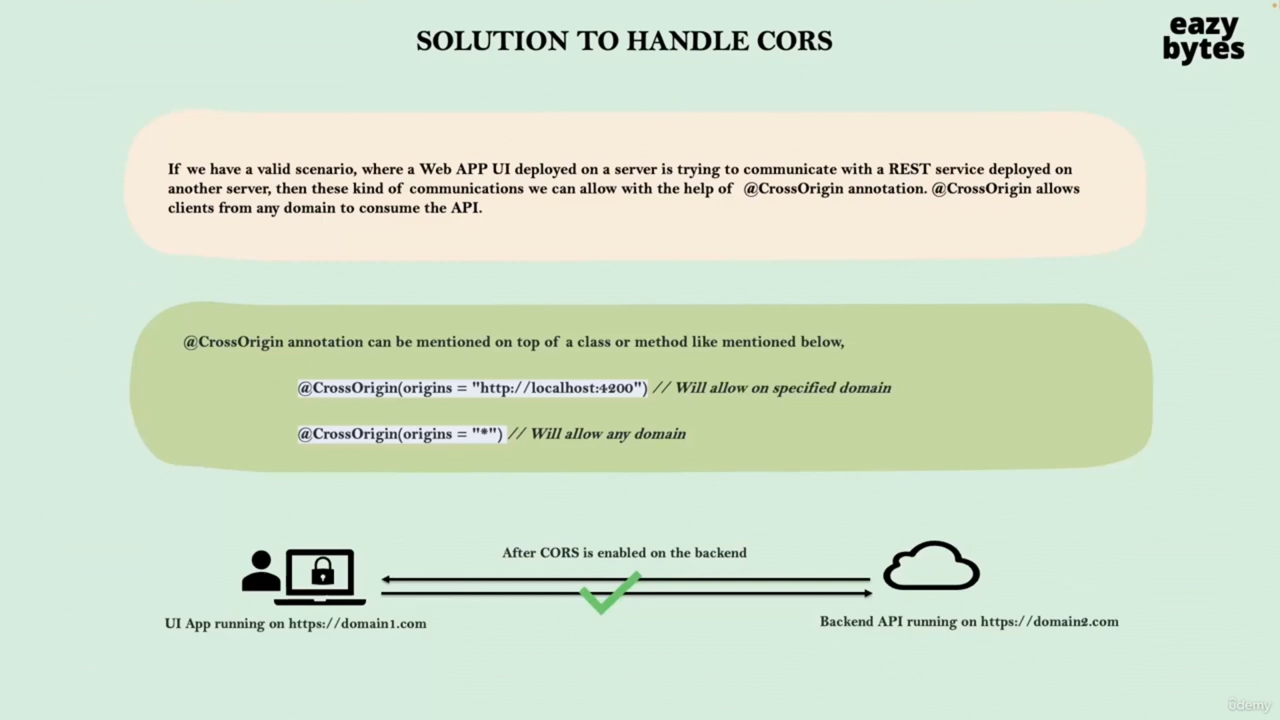 SOLUTION TO HANDLE CORS
eazy
bytes
If we have a valid scenario, where a Web APP UI deployed on a server is trying to communicate with a REST service deployed on
another server, then these kind of communications we can allow with the help of @CrossOrigin annotation. @CrossOrigin allows
clients from any domain to consume the API.
@CrossOrigin annotation can be mentioned on top of a class or method like mentioned below,
@CrossOrigin(origins = "http://localhost:4200") // Will allow on specified domain
@CrossOrigin(origins = "*") // Will allow any domain
After CORS is enabled on the backend
UI App running on https://domain1.com
Backend API running on https://domain2.com
ûdemy